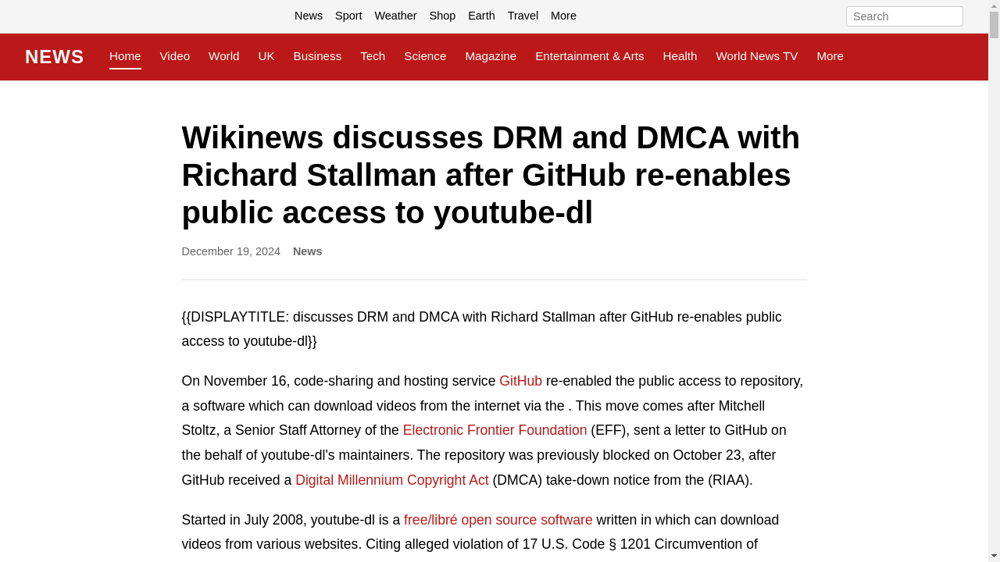 News Sport Weather Shop Earth Travel More Search
NEWS Home Video World UK Business Tech Science Magazine Entertainment & Arts Health World News TV More
Wikinews discusses DRM and DMCA with
Richard Stallman after GitHub re-enables
public access to youtube-dl
December 19, 2024 News
{{DISPLAYTITLE: discusses DRM and DMCA with Richard Stallman after GitHub re-enables public
access to youtube-dl}}
On November 16, code-sharing and hosting service GitHub re-enabled the public access to repository,
a software which can download videos from the internet via the . This move comes after Mitchell
Stoltz, a Senior Staff Attorney of the Electronic Frontier Foundation (EFF), sent a letter to GitHub on
the behalf of youtube-dl's maintainers. The repository was previously blocked on October 23, after
GitHub received a Digital Millennium Copyright Act (DMCA) take-down notice from the (RIAA).
Started in July 2008, youtube-dl is a free/libré open source software written in which can download
videos from various websites. Citing alleged violation of 17 U.S. Code § 1201 Circumvention of